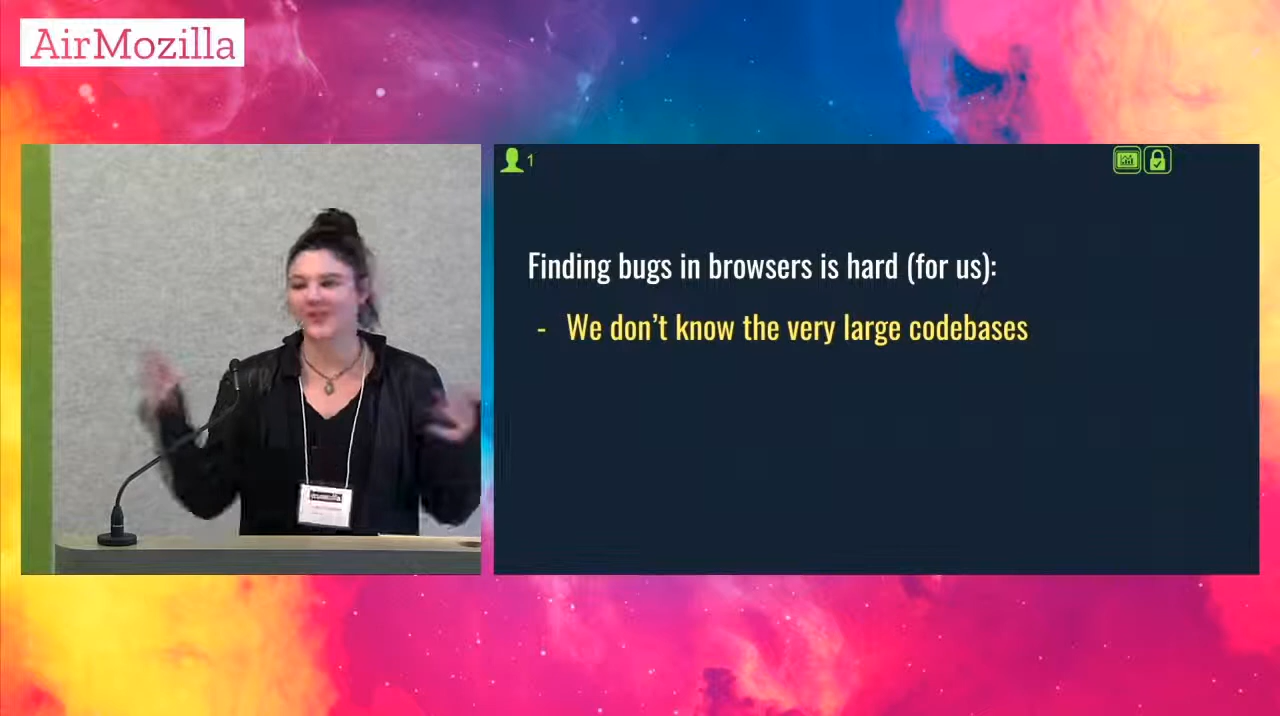 AirMozilla
1
Finding bugs in browsers is hard (for us):
- We don't know the very large codebases